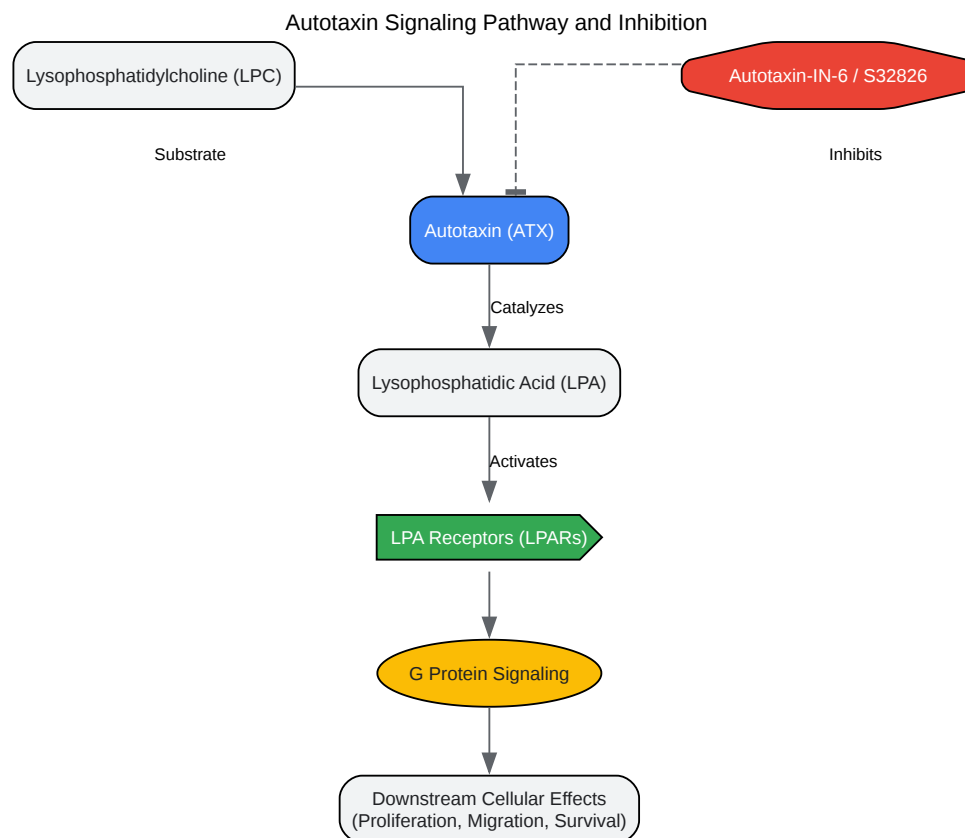 Autotaxin Signaling Pathway and Inhibition
Lysophosphatidylcholine (LPC)
Autotaxin-IN-6 / S32826
Substrate
Inhibits
Autotaxin (ATX)
Catalyzes
Lysophosphatidic Acid (LPA)
Activates
LPA Receptors (LPARs)
G Protein Signaling
Downstream Cellular Effects
(Proliferation, Migration, Survival)